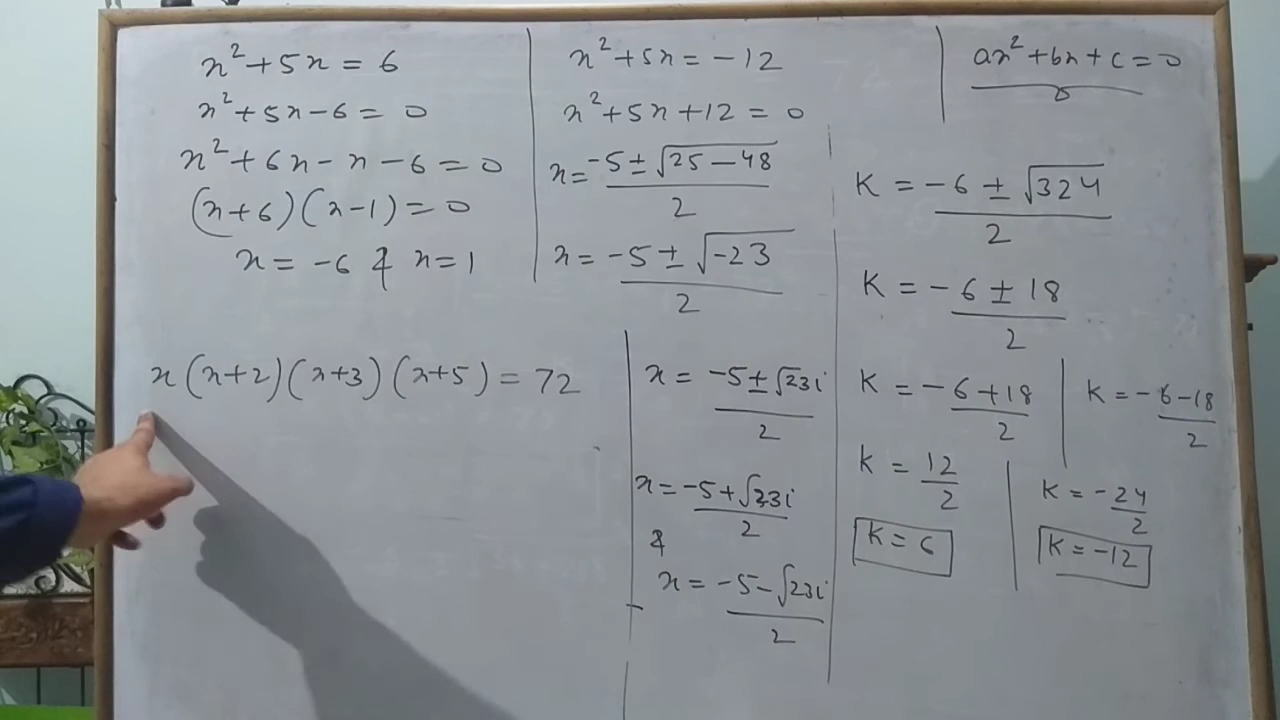 x² + 5x = 6
x² + 5x - 6 = 0
x² + 6x - x - 6 = 0
(x+6)(x-1) = 0
x = -6 & x = 1
x(x+2)(x+3)(x+5) = 72
x² + 5x = -12
x² + 5x + 12 = 0
x = (-5 ± √(25-48))/2
x = (-5 ± √(-23))/2
x = (-5 ± √23i)/2
x = (-5 + √23i)/2
&
x = (-5 - √23i)/2
ax² + bx + c = 0
K = (-6 ± √324)/2
K = (-6 ± 18)/2
K = (-6 + 18)/2
K = 12/2
K = 6
K = (-6 - 18)/2
K = -24/2
K = -12